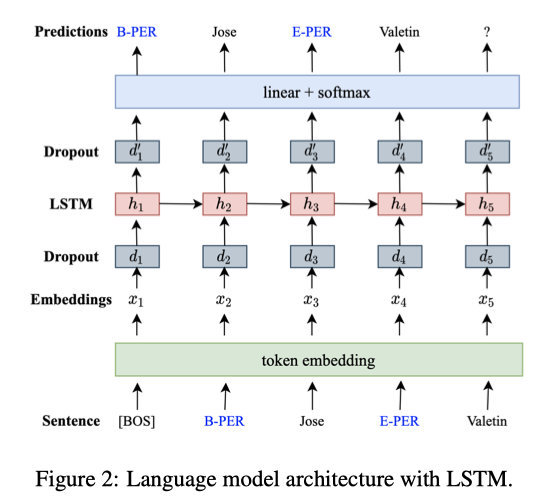 Predictions B-PER Jose E-PER Valetin ?
linear + softmax
Dropout d′₁ d′₂ d′₃ d′₄ d′₅
LSTM h₁ h₂ h₃ h₄ h₅
Dropout d₁ d₂ d₃ d₄ d₅
Embeddings x₁ x₂ x₃ x₄ x₅
token embedding
Sentence [BOS] B-PER Jose E-PER Valetin
Figure 2: Language model architecture with LSTM.